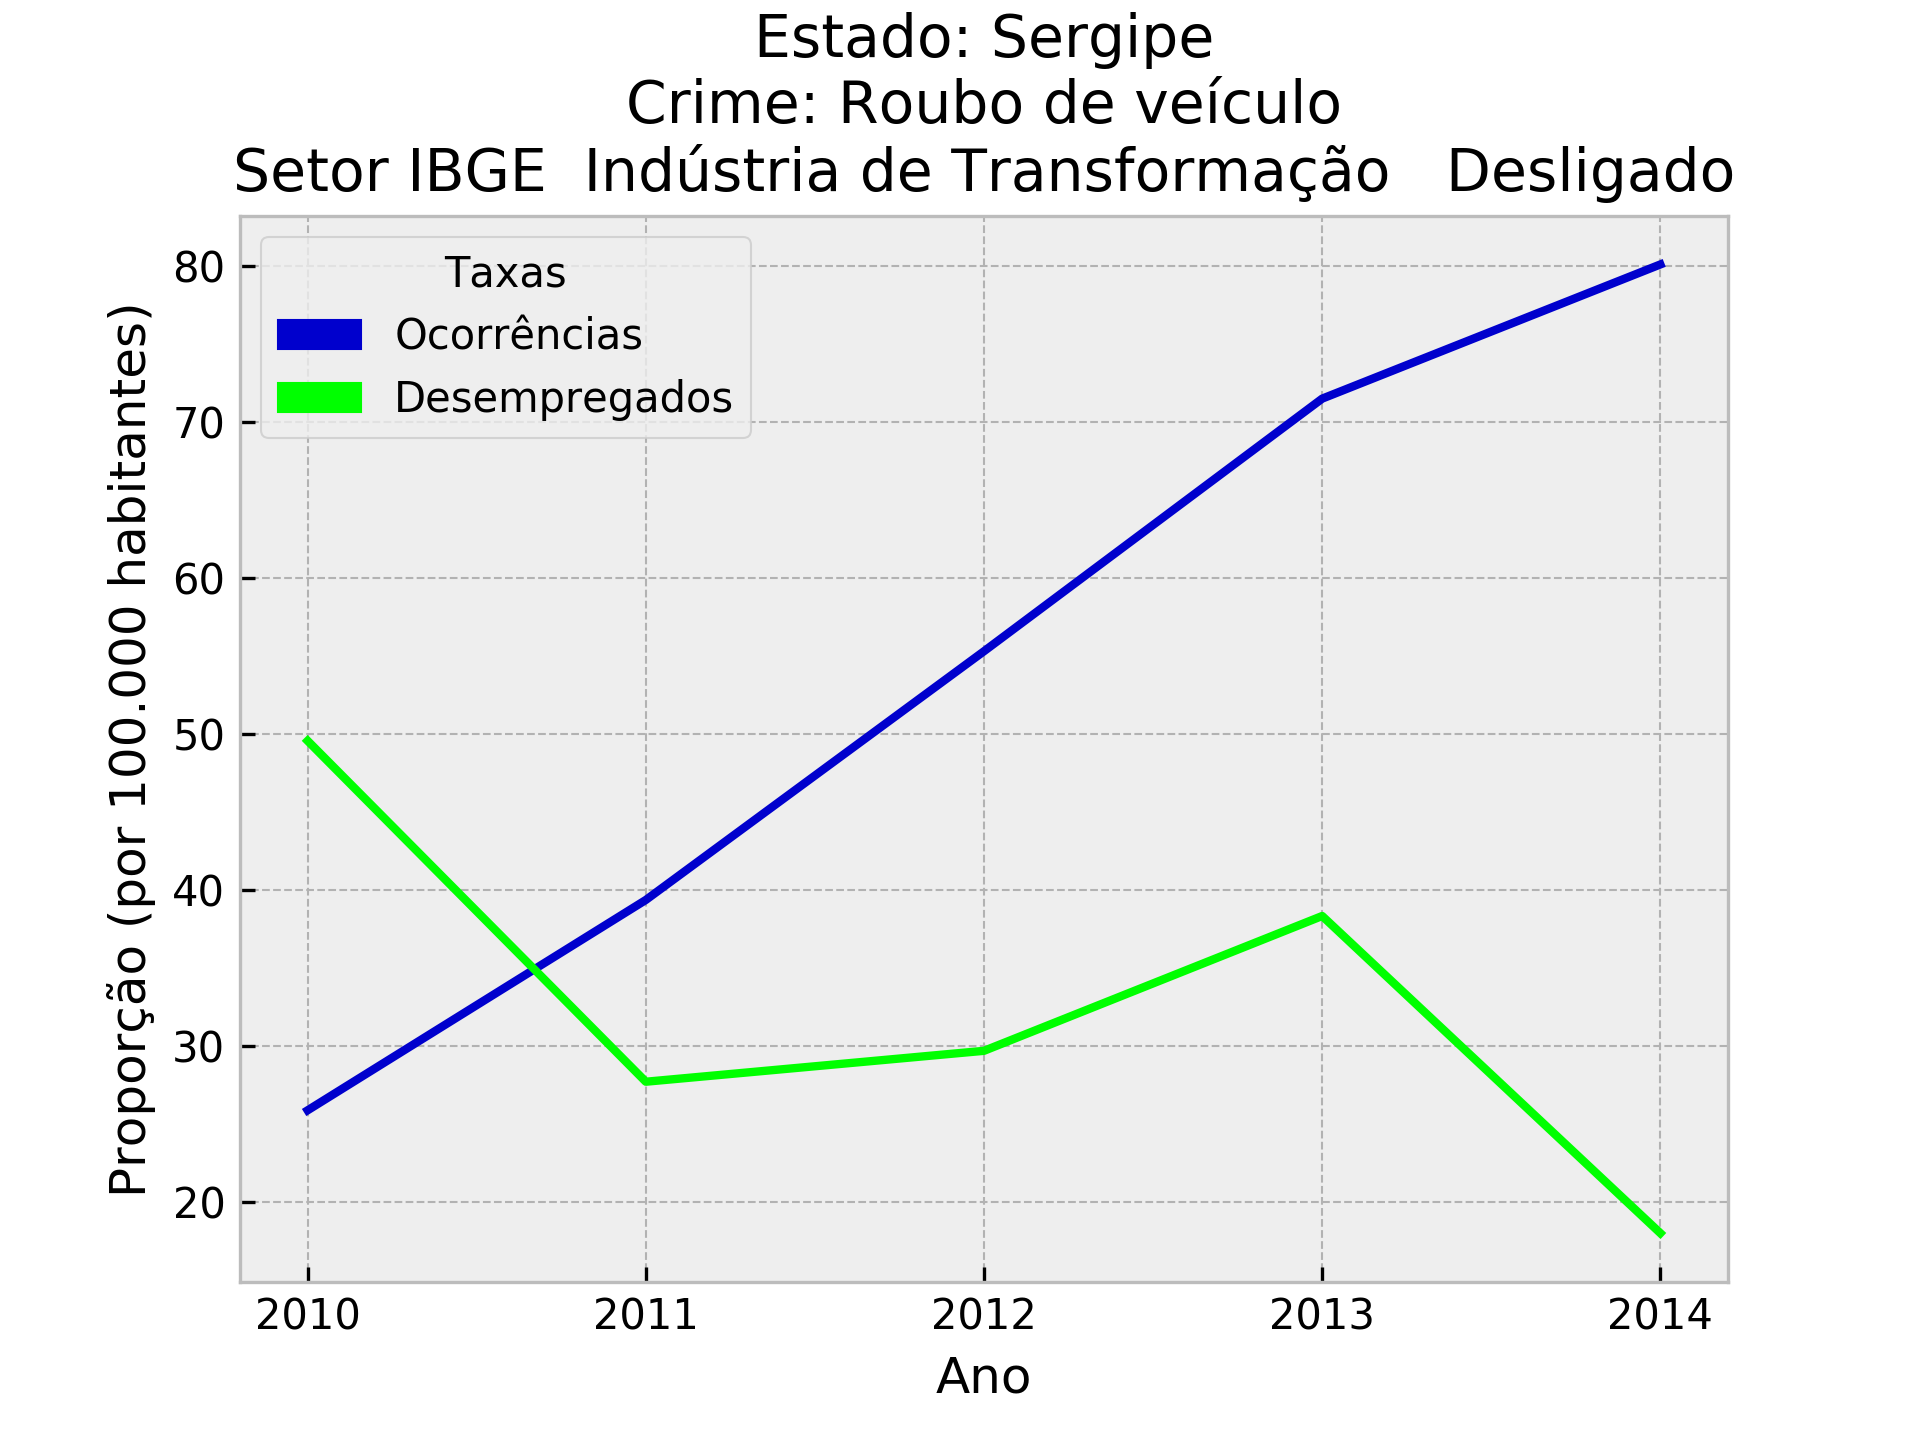 Estado: Sergipe
Crime: Roubo de veículo
Setor IBGE  Indústria de Transformação   Desligado
Taxas
Ocorrências
Desempregados
Proporção (por 100.000 habitantes)
80
70
60
50
40
30
20
2010 2011 2012 2013 2014
Ano